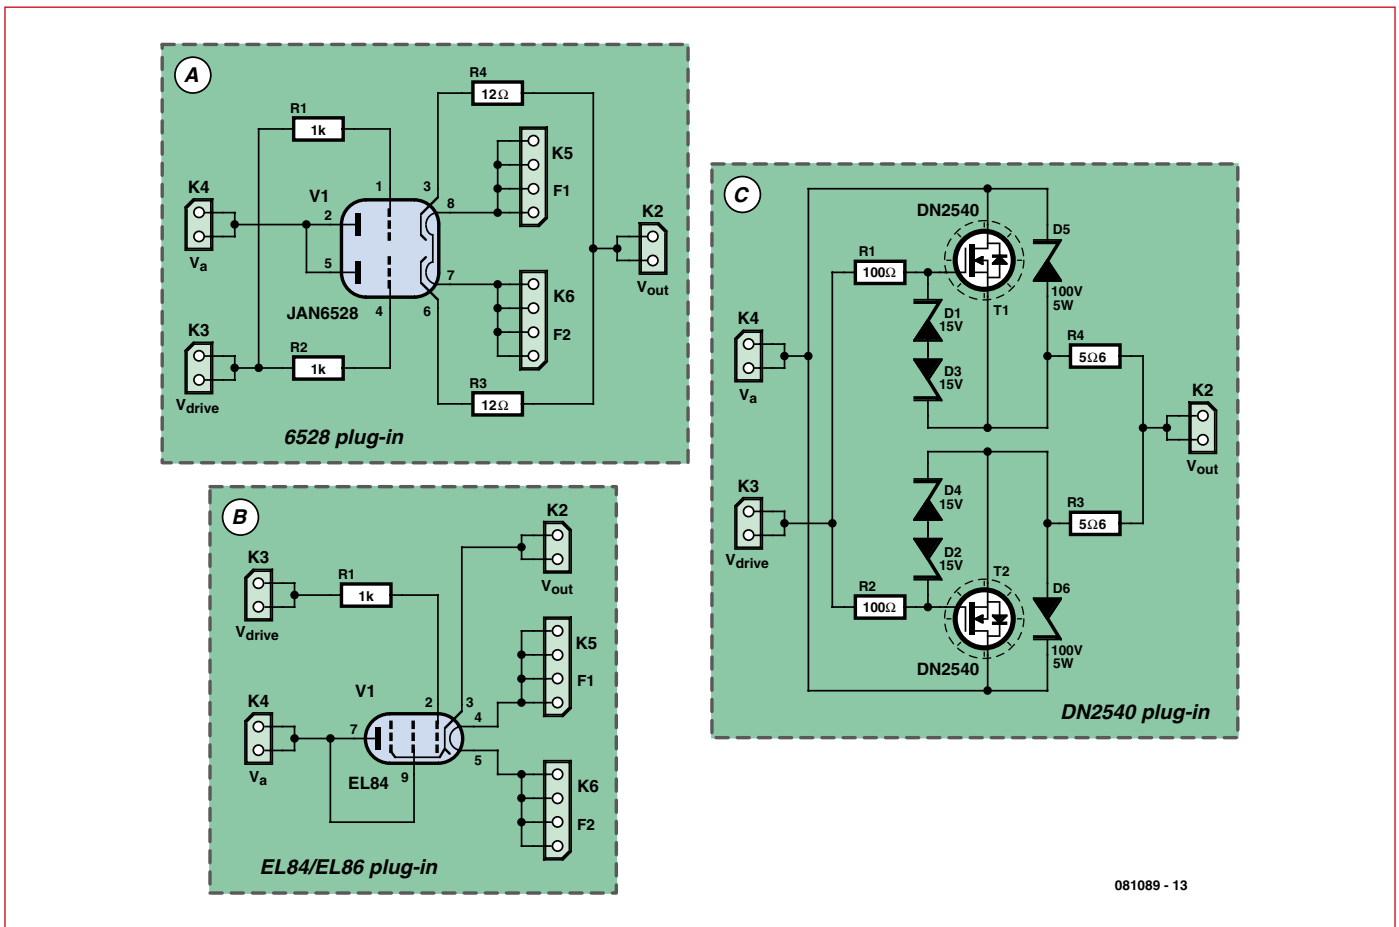 A
R4
12Ω
R1
1k
K5
F1
K4
Va
V1
1
3
8
2
5
K2
Vout
7
K6
F2
JAN6528
4
6
K3
Vdrive
R2
1k
R3
12Ω
6528 plug-in
B
K2
Vout
K3
Vdrive
R1
1k
K5
F1
K4
Va
V1
2
3
4
7
5
9
EL84
K6
F2
EL84/EL86 plug-in
C
DN2540
D5
100V
5W
R1
100Ω
T1
D1
15V
D3
15V
K4
Va
R4
5Ω6
K2
Vout
K3
Vdrive
D4
15V
D2
15V
R3
5Ω6
R2
100Ω
T2
D6
100V
5W
DN2540
DN2540 plug-in
081089 - 13